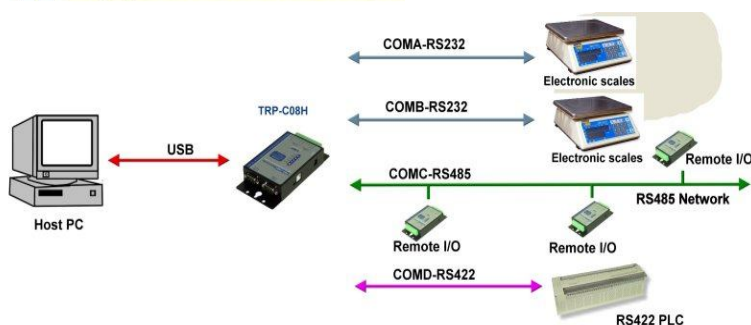 COMA-RS232
Electronic scales
TRP-C08H
COMB-RS232
USB
Electronic scales
Remote I/O
COMC-RS485
RS485 Network
Host PC
Remote I/O
Remote I/O
COMD-RS422
RS422 PLC